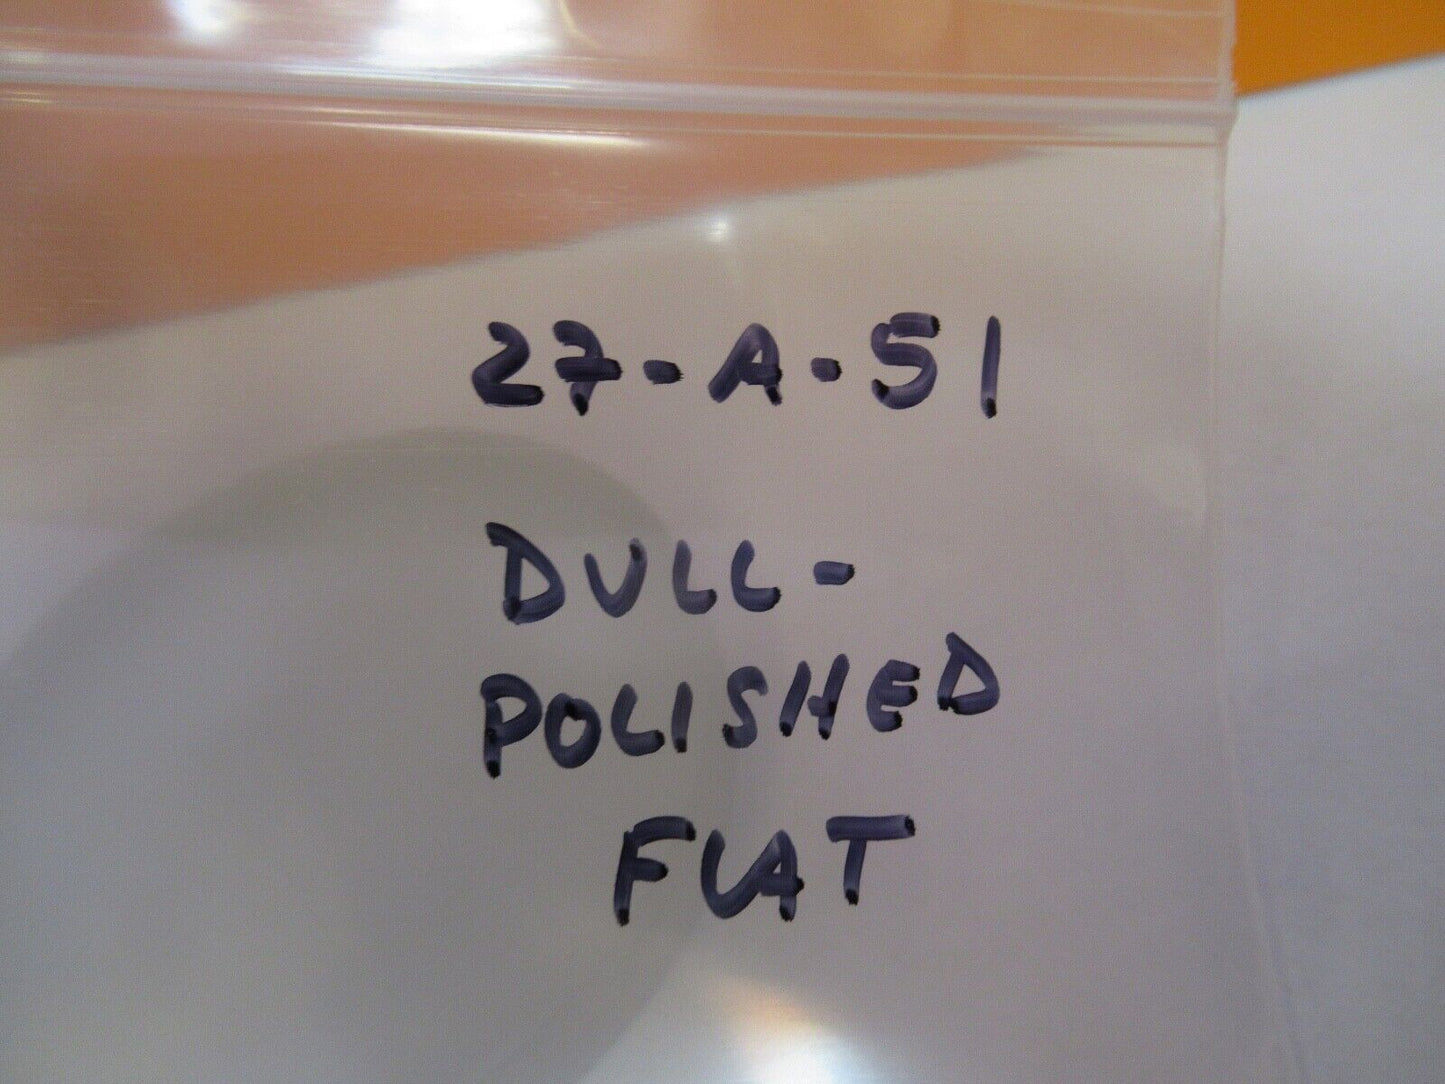 27-A-51
DULL-
POLISHED
FLAT